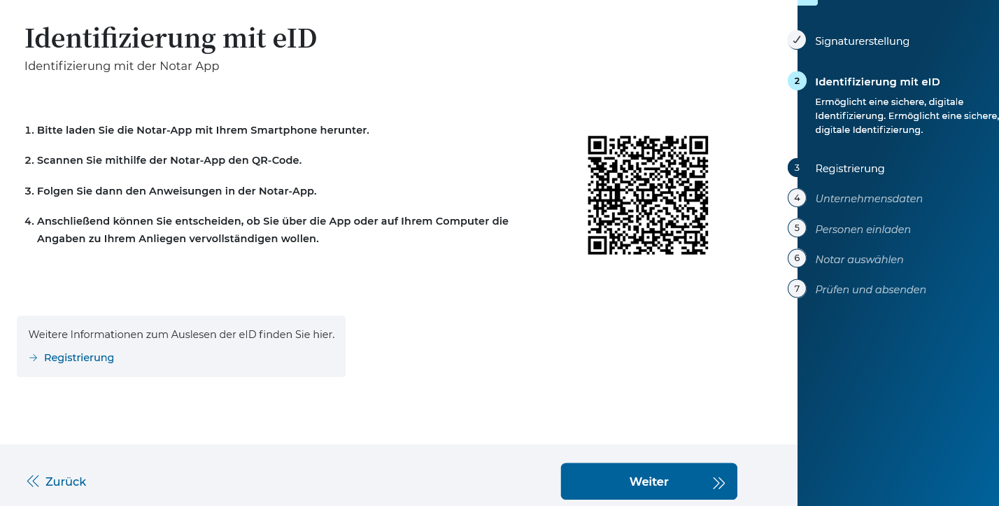 Identifizierung mit eID
Identifizierung mit der Notar App
1. Bitte laden Sie die Notar-App mit Ihrem Smartphone herunter.
2. Scannen Sie mithilfe der Notar-App den QR-Code.
3. Folgen Sie dann den Anweisungen in der Notar-App.
4. Anschließend können Sie entscheiden, ob Sie über die App oder auf Ihrem Computer die
Angaben zu Ihrem Anliegen vervollständigen wollen.
Weitere Informationen zum Auslesen der eID finden Sie hier.
→ Registrierung
Zurück
Weiter
✓ Signaturerstellung
2 Identifizierung mit eID
Ermöglicht eine sichere, digitale
Identifizierung. Ermöglicht eine sichere,
digitale Identifizierung.
3 Registrierung
4 Unternehmensdaten
5 Personen einladen
6 Notar auswählen
7 Prüfen und absenden